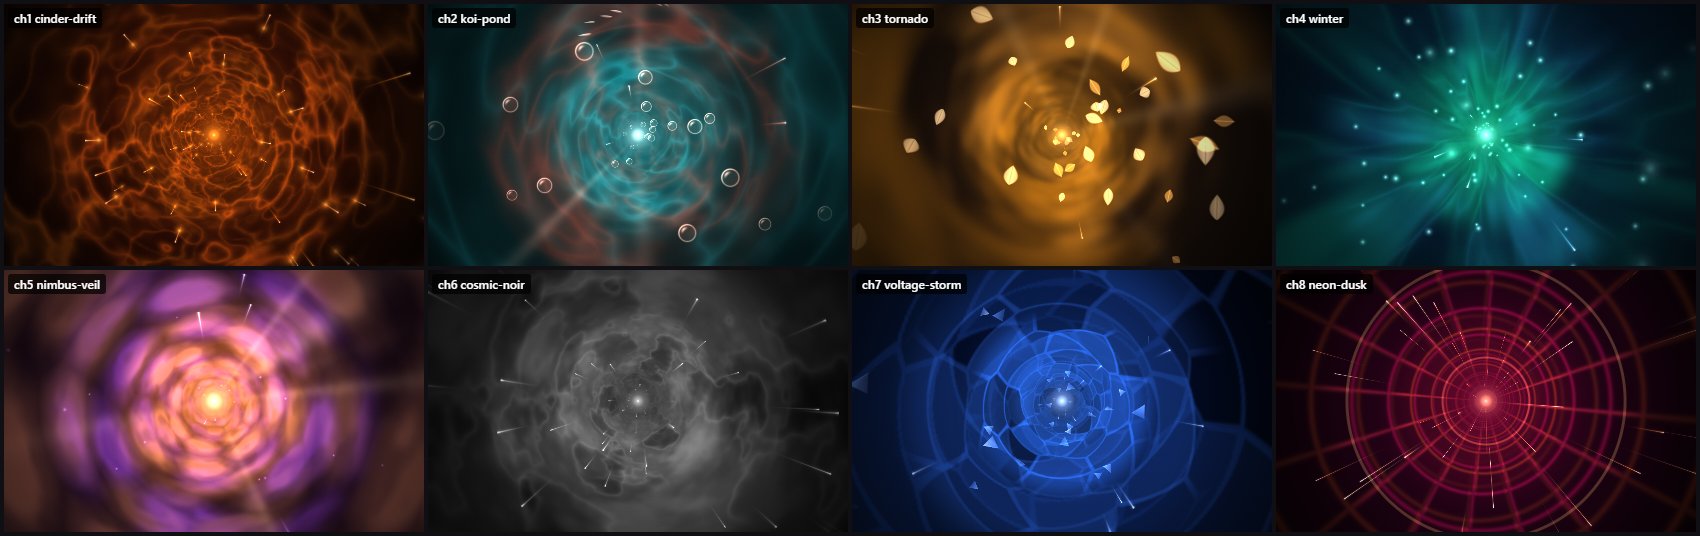 ch1 cinder-drift
ch2 koi-pond
ch3 tornado
ch4 winter
ch5 nimbus-veil
ch6 cosmic-noir
ch7 voltage-storm
ch8 neon-dusk